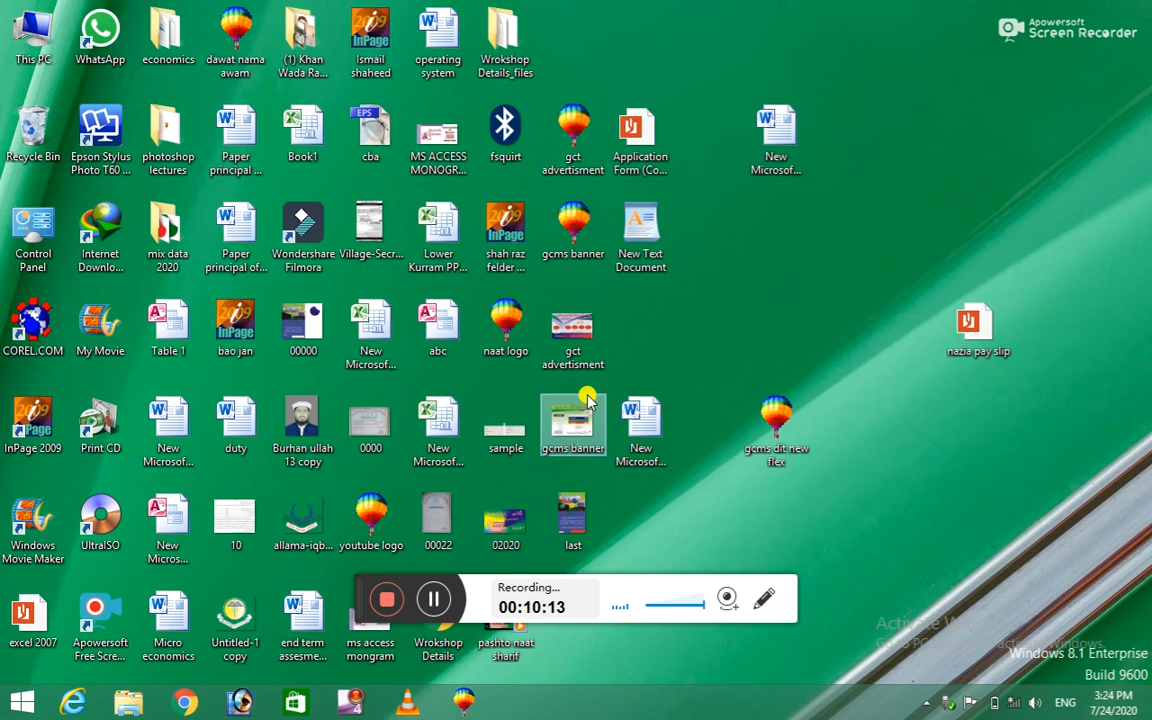 Apowersoft
Screen Recorder
This PC
WhatsApp
economics
dawat nama
awam
(1) Khan
Wada Ra...
Ismail
shaheed
operating
system
Wrokshop
Details_files
Recycle Bin
Epson Stylus
Photo T60 ...
photoshop
lectures
Paper
principal ...
Book1
EPS
cba
MS ACCESS
MONOGR...
fsquirt
gct
advertisment
Application
Form (Co...
New
Microsof...
Control
Panel
Internet
Downlo...
mix data
2020
Paper
principal of...
Wondershare
Filmora
Village-Secr...
Lower
Kurram PP...
shah raz
felder ...
gcms banner
New Text
Document
COREL.COM
My Movie
Table 1
bao jan
00000
New
Microsof...
abc
naat logo
gct
advertisment
nazia pay slip
InPage 2009
Print CD
New
Microsof...
duty
Burhan ullah
13 copy
0000
New
Microsof...
sample
gcms banner
New
Microsof...
gcms dit new
flex
Windows
Movie Maker
UltraISO
New
Micros...
10
allama-iqb...
youtube logo
00022
02020
last
Recording...
00:10:13
excel 2007
Apowersoft
Free Scre...
Micro
economics
Untitled-1
copy
end term
assesme...
ms access
mongram
Wrokshop
Details
pashto naat
sharif
Windows 8.1 Enterprise
Build 9600
ENG
3:24 PM
7/24/2020